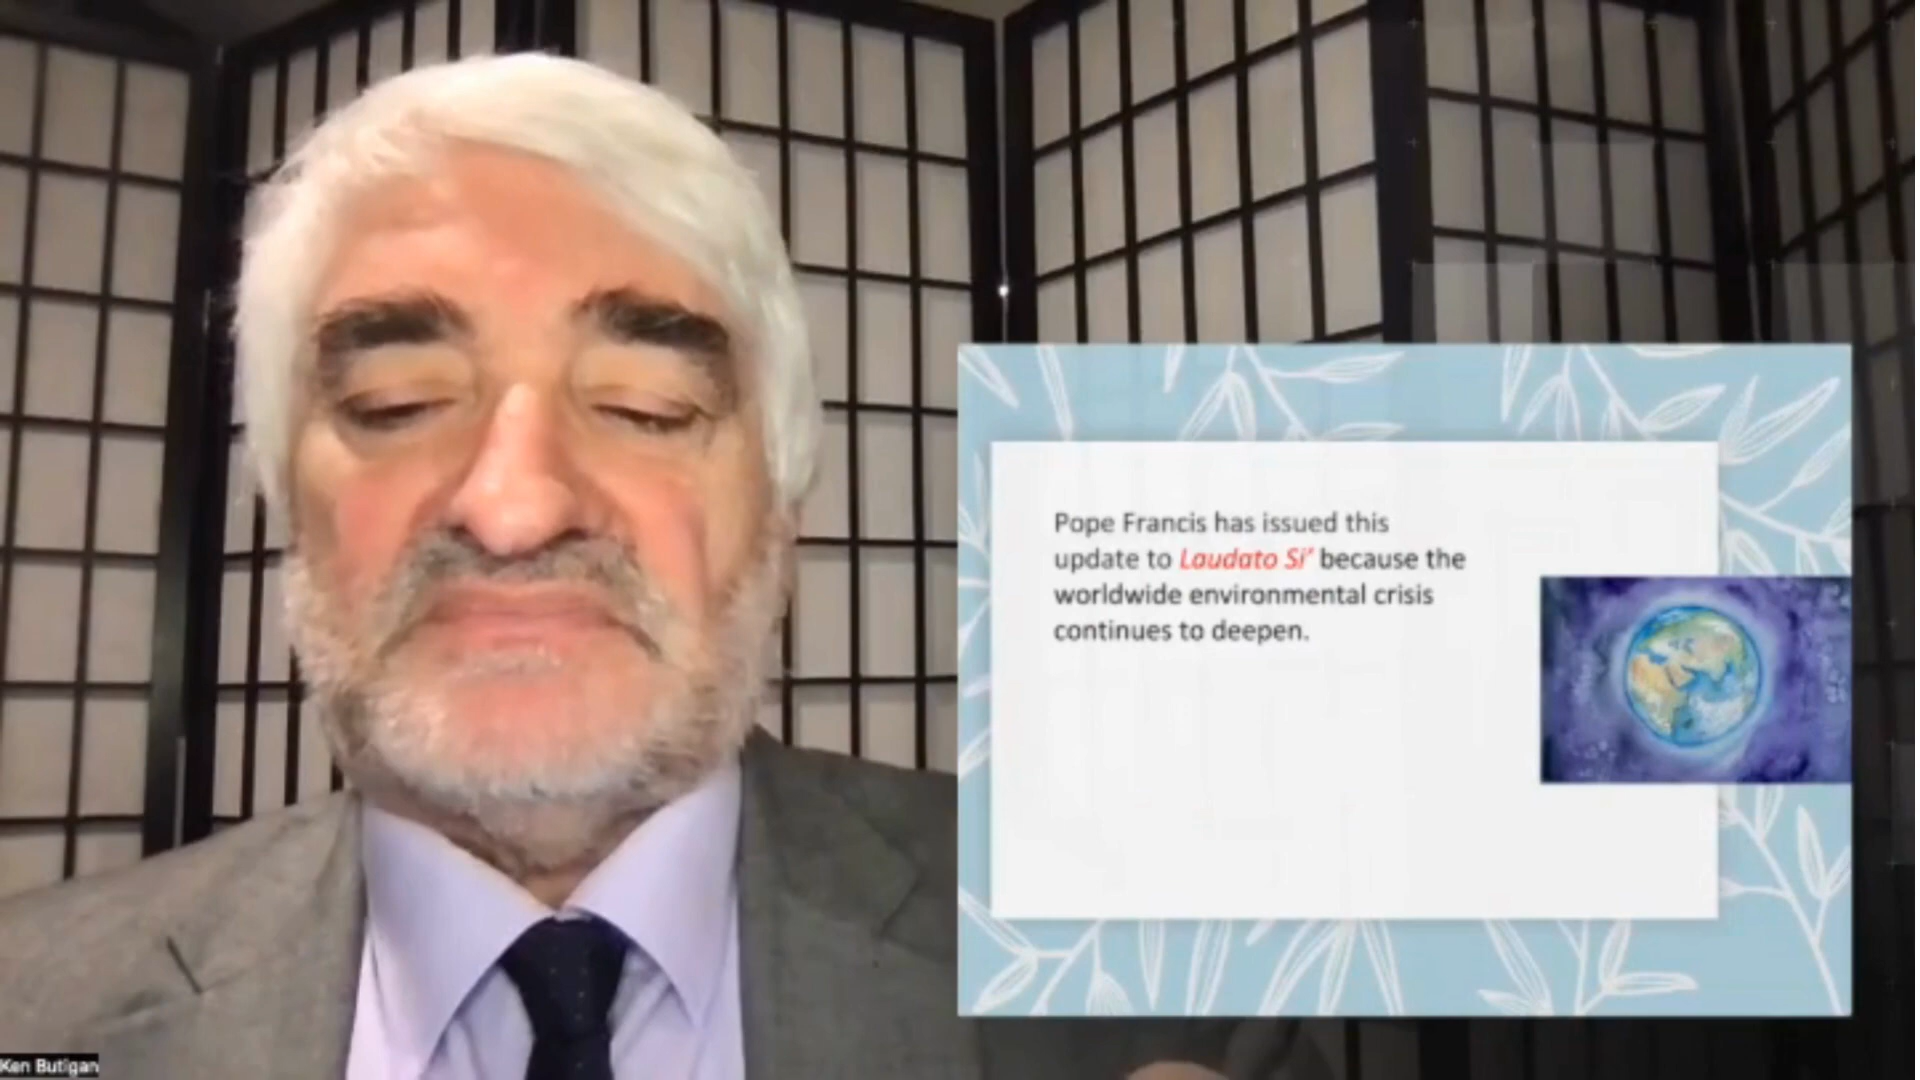 Pope Francis has issued this
update to Laudato Si' because the
worldwide environmental crisis
continues to deepen.
Ken Butigan